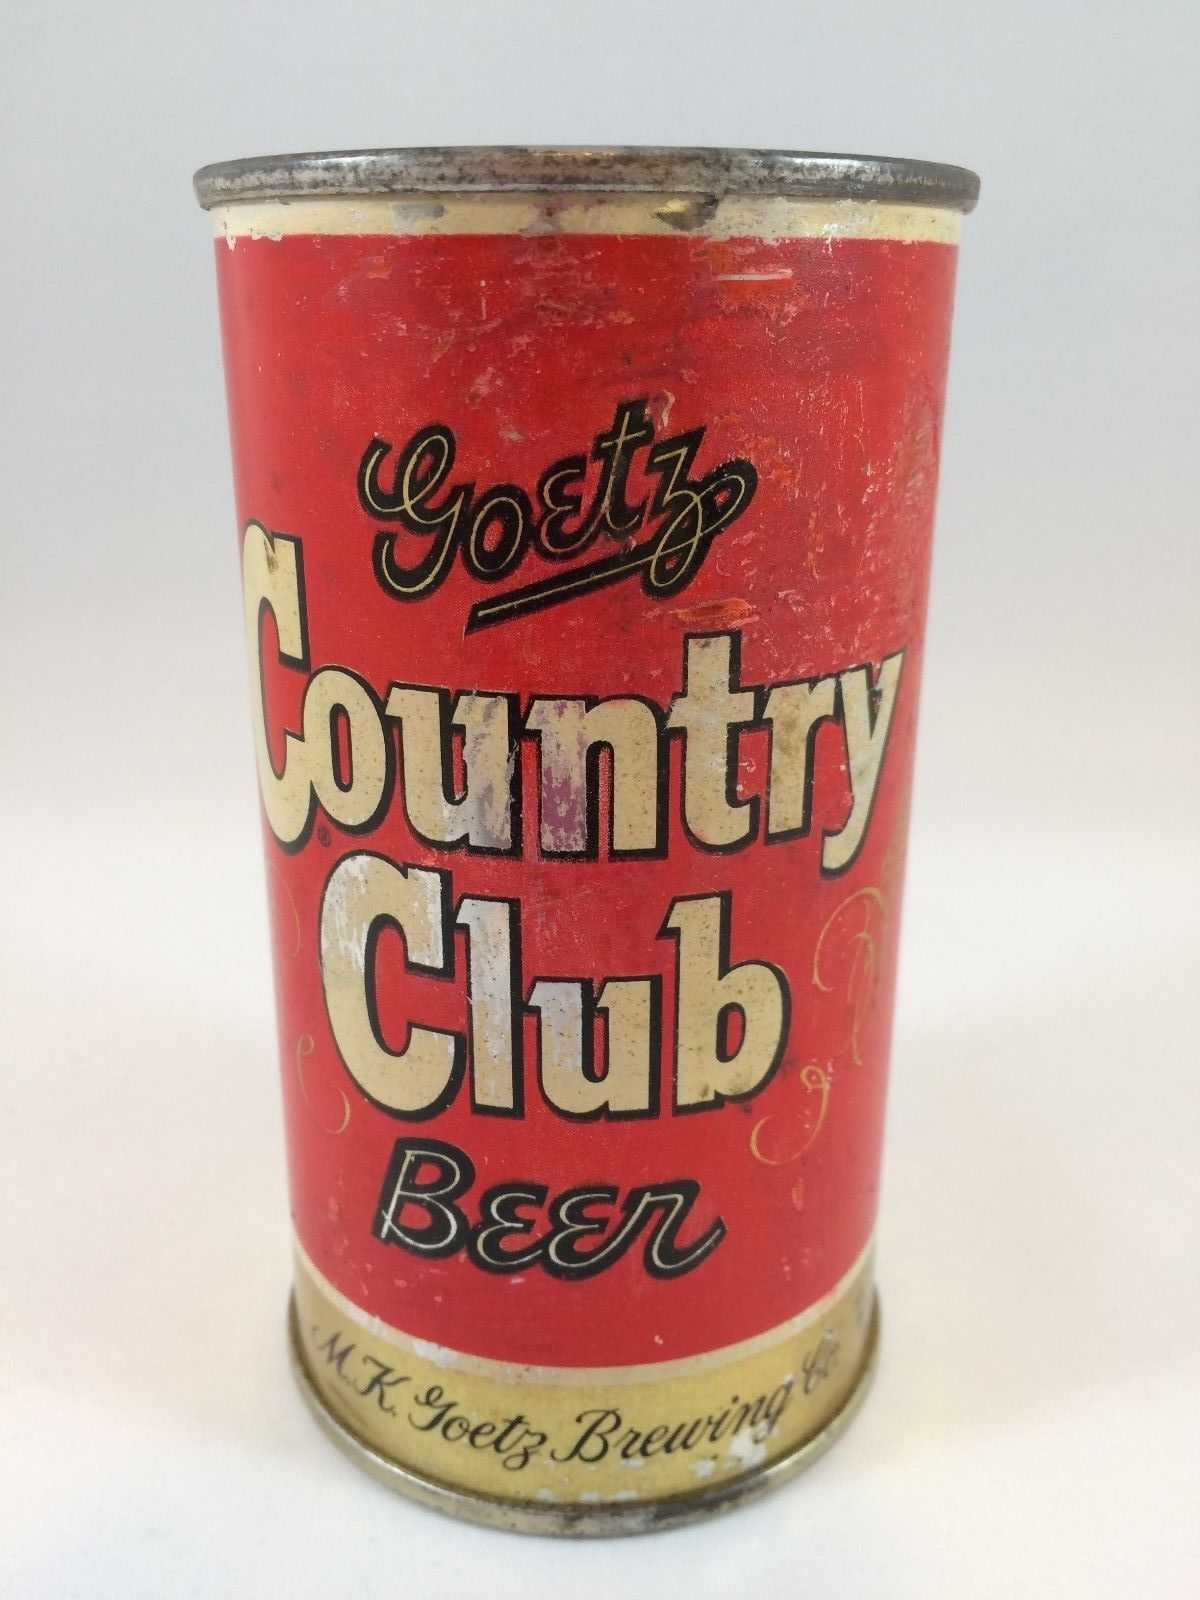 Goetz
Country
®
Club
Beer
M.K. Goetz Brewing Co